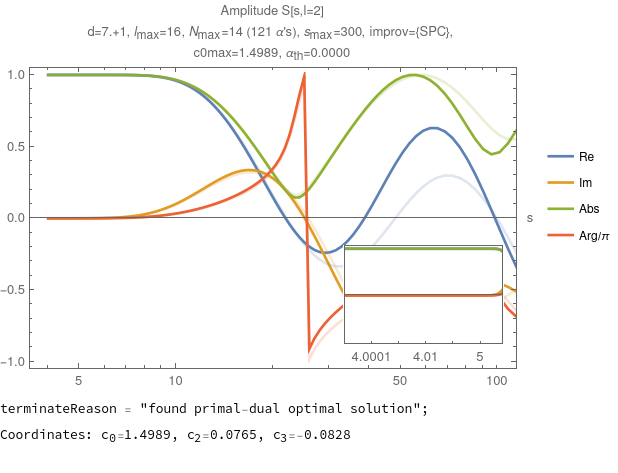 Amplitude S[s,l=2]
d=7.+1, lmax=16, Nmax=14 (121 α's), smax=300, improv={SPC},
c0max=1.4989, αth=0.0000
1.0
0.5
0.0
−0.5
−1.0
5
10
50
100
s
4.0001
4.01
5
Re
Im
Abs
Arg/π
terminateReason = "found primal-dual optimal solution";
Coordinates: c0=1.4989, c2=0.0765, c3=-0.0828